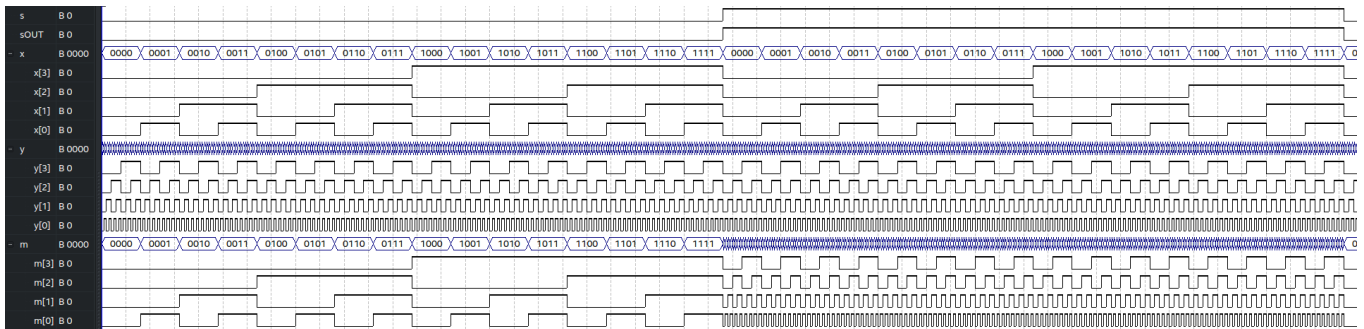 s B 0
sOUT B 0
− x B 0000 0000 0001 0010 0011 0100 0101 0110 0111 1000 1001 1010 1011 1100 1101 1110 1111 0000 0001 0010 0011 0100 0101 0110 0111 1000 1001 1010 1011 1100 1101 1110 1111 0
x[3] B 0
x[2] B 0
x[1] B 0
x[0] B 0
− y B 0000
y[3] B 0
y[2] B 0
y[1] B 0
y[0] B 0
− m B 0000 0000 0001 0010 0011 0100 0101 0110 0111 1000 1001 1010 1011 1100 1101 1110 1111 0
m[3] B 0
m[2] B 0
m[1] B 0
m[0] B 0